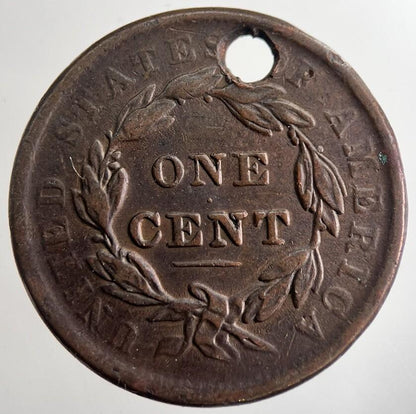 UNITED STATES OF AMERICA
ONE
CENT